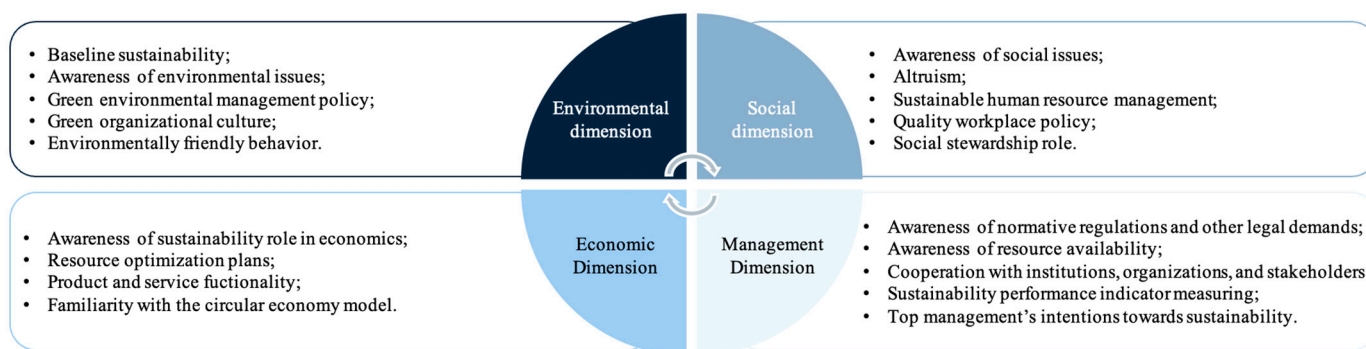 • Baseline sustainability;
• Awareness of environmental issues;
• Green environmental management policy;
• Green organizational culture;
• Environmentally friendly behavior.
Environmental
dimension
Social
dimension
• Awareness of social issues;
• Altruism;
• Sustainable human resource management;
• Quality workplace policy;
• Social stewardship role.
• Awareness of sustainability role in economics;
• Resource optimization plans;
• Product and service fuctionality;
• Familiarity with the circular economy model.
Economic
Dimension
Management
Dimension
• Awareness of normative regulations and other legal demands;
• Awareness of resource availability;
• Cooperation with institutions, organizations, and stakeholders
• Sustainability performance indicator measuring;
• Top management's intentions towards sustainability.